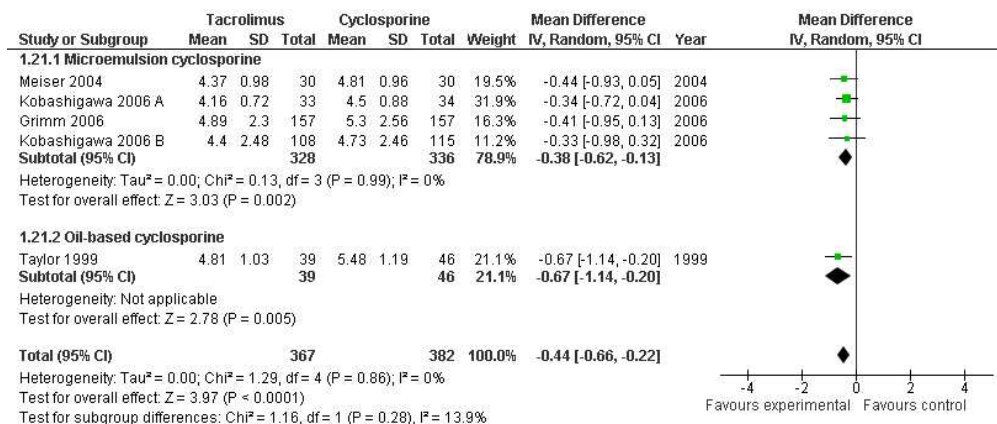 Tacrolimus Cyclosporine Mean Difference Mean Difference
Study or Subgroup Mean SD Total Mean SD Total Weight IV, Random, 95% CI Year IV, Random, 95% CI
1.21.1 Microemulsion cyclosporine
Meiser 2004 4.37 0.98 30 4.81 0.96 30 19.5% -0.44 [-0.93, 0.05] 2004
Kobashigawa 2006 A 4.16 0.72 33 4.5 0.88 34 31.9% -0.34 [-0.72, 0.04] 2006
Grimm 2006 4.89 2.3 157 5.3 2.56 157 16.3% -0.41 [-0.95, 0.13] 2006
Kobashigawa 2006 B 4.4 2.48 108 4.73 2.46 115 11.2% -0.33 [-0.98, 0.32] 2006
Subtotal (95% CI) 328 336 78.9% -0.38 [-0.62, -0.13]
Heterogeneity: Tau² = 0.00; Chi² = 0.13, df = 3 (P = 0.99); I² = 0%
Test for overall effect: Z = 3.03 (P = 0.002)
1.21.2 Oil-based cyclosporine
Taylor 1999 4.81 1.03 39 5.48 1.19 46 21.1% -0.67 [-1.14, -0.20] 1999
Subtotal (95% CI) 39 46 21.1% -0.67 [-1.14, -0.20]
Heterogeneity: Not applicable
Test for overall effect: Z = 2.78 (P = 0.005)
Total (95% CI) 367 382 100.0% -0.44 [-0.66, -0.22]
Heterogeneity: Tau² = 0.00; Chi² = 1.29, df = 4 (P = 0.86); I² = 0%
Test for overall effect: Z = 3.97 (P < 0.0001)
Test for subgroup differences: Chi² = 1.16, df = 1 (P = 0.28), I² = 13.9%
-4 -2 0 2 4
Favours experimental Favours control